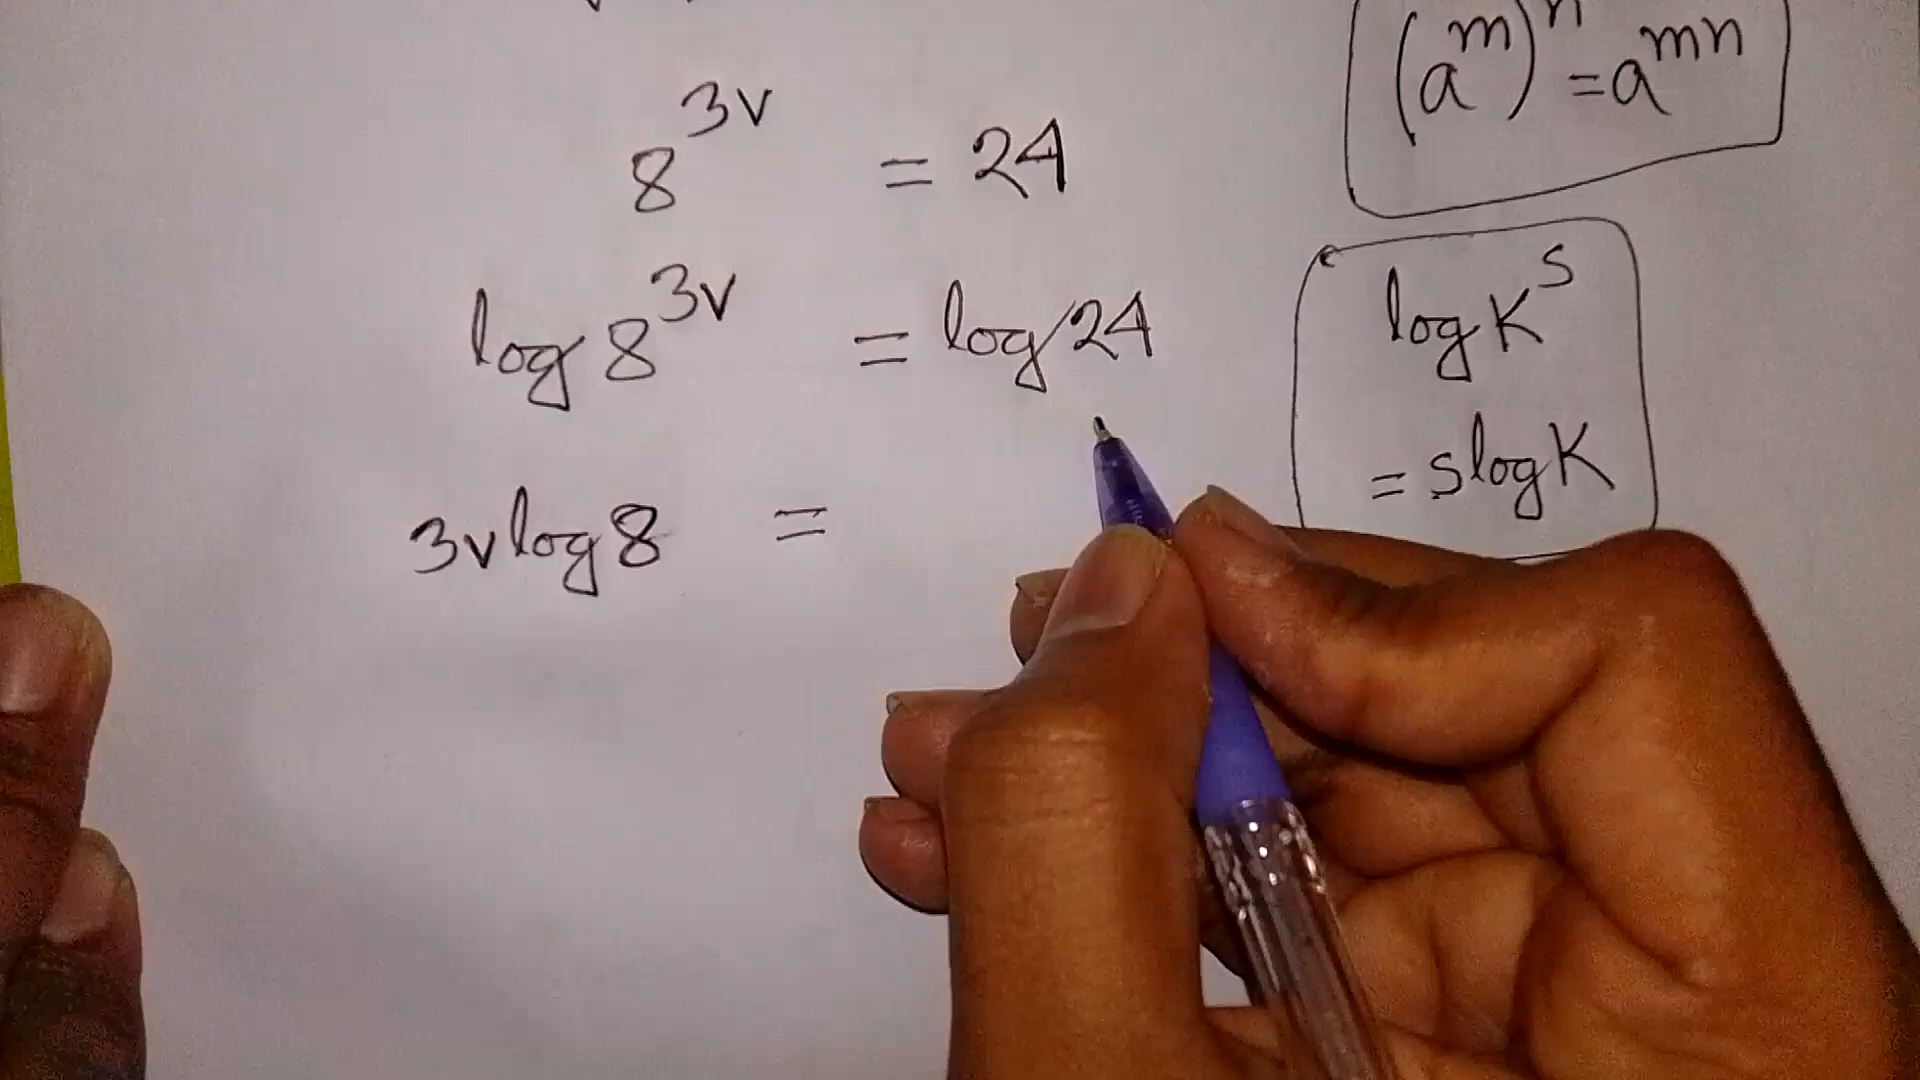 8^{3v} = 24
log 8^{3v} = log 24
3v log 8 =
(a^m)^n = a^{mn}
log K^s
= s log K